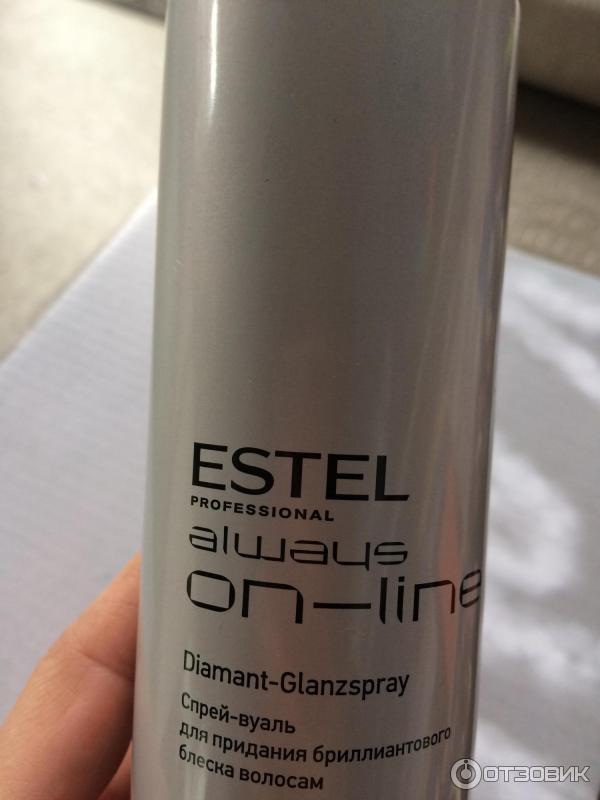 ESTEL
PROFESSIONAL
always
on-line
Diamant-Glanzspray
Спрей-вуаль
для придания бриллиантового
блеска волосам
ОТЗОВИК